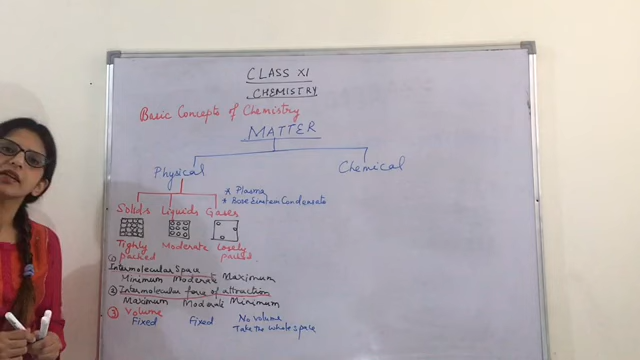 CLASS XI
CHEMISTRY
Basic Concepts of Chemistry
MATTER
Physical
Chemical
* Plasma
* Bose Einstein Condensate
Solids Liquids Gases
Tighly packed Moderate Losely packed.
①
Intermolecular Space
Minimum Moderate Maximum
② Intermolecular force of attraction
Maximum Moderate Minimum
③ Volume
Fixed Fixed No volume
Take the whole space